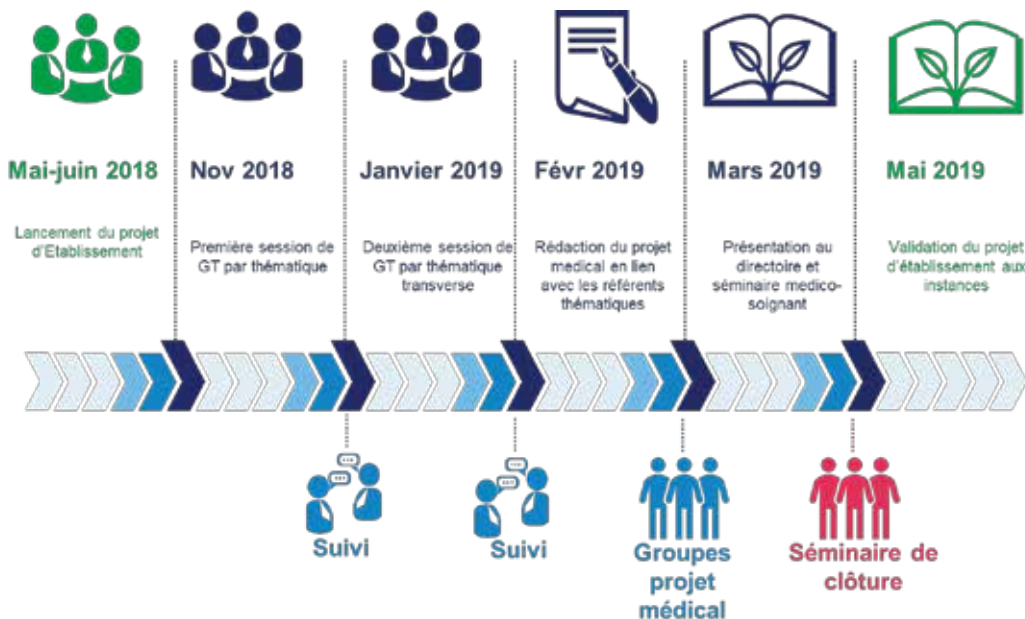 Mai-juin 2018
Nov 2018
Janvier 2019
Févr 2019
Mars 2019
Mai 2019
Lancement du projet
d'Etablissement
Première session de
GT par thématique
Deuxième session de
GT par thématique
transverse
Rédaction du projet
medical en lien
avec les référents
thématiques
Présentation au
directoire et
séminaire medico-
soignant
Validation du projet
d'établissement aux
instances
Suivi
Suivi
Groupes
projet
médical
Séminaire de
clôture